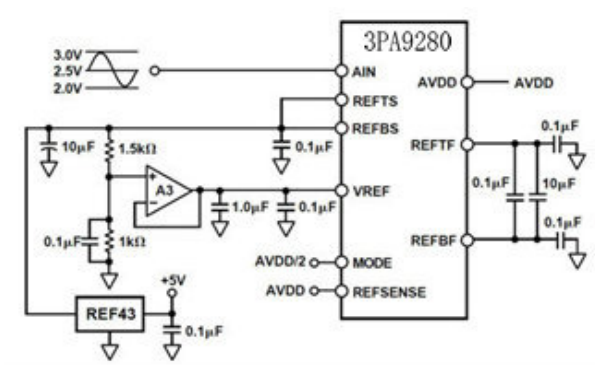 3PA9280
3.0V
2.5V
2.0V
AIN
AVDD
AVDD
REFTS
REFBS
10μF
1.5kΩ
0.1μF
REFTF
0.1μF
0.1μF
10μF
A3
+
−
VREF
1.0μF
0.1μF
0.1μF
1kΩ
0.1μF
REFBF
AVDD/2
MODE
+5V
AVDD
REFSENSE
REF43
0.1μF